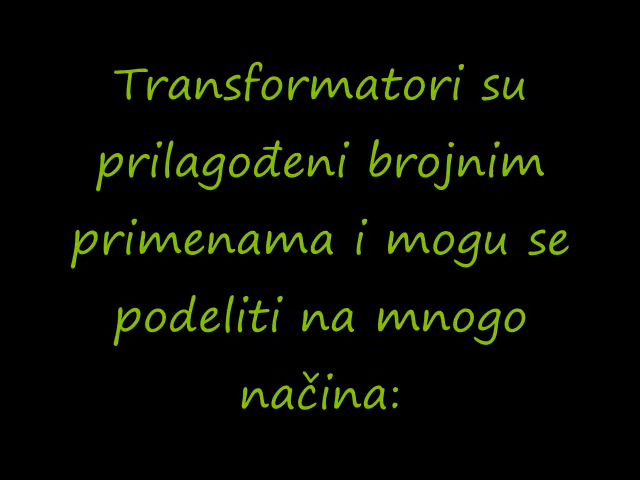 Transformatori su
prilagođeni brojnim
primenama i mogu se
podeliti na mnogo
načina: